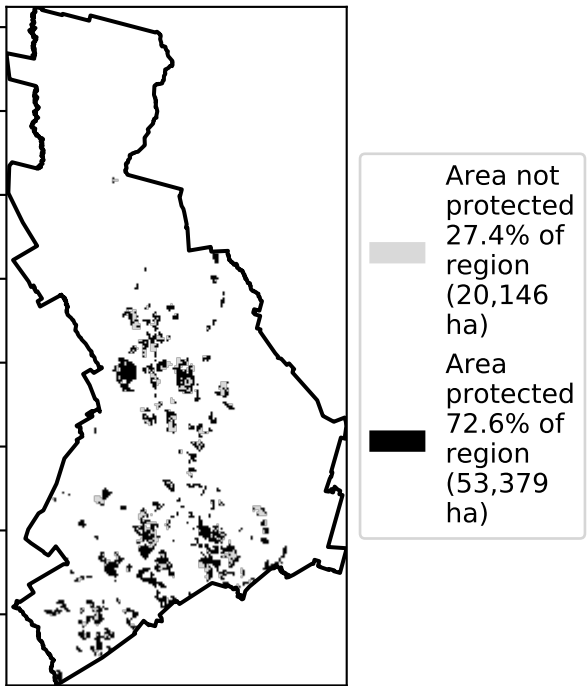 Area not
protected
27.4% of
region
(20,146
ha)
Area
protected
72.6% of
region
(53,379
ha)